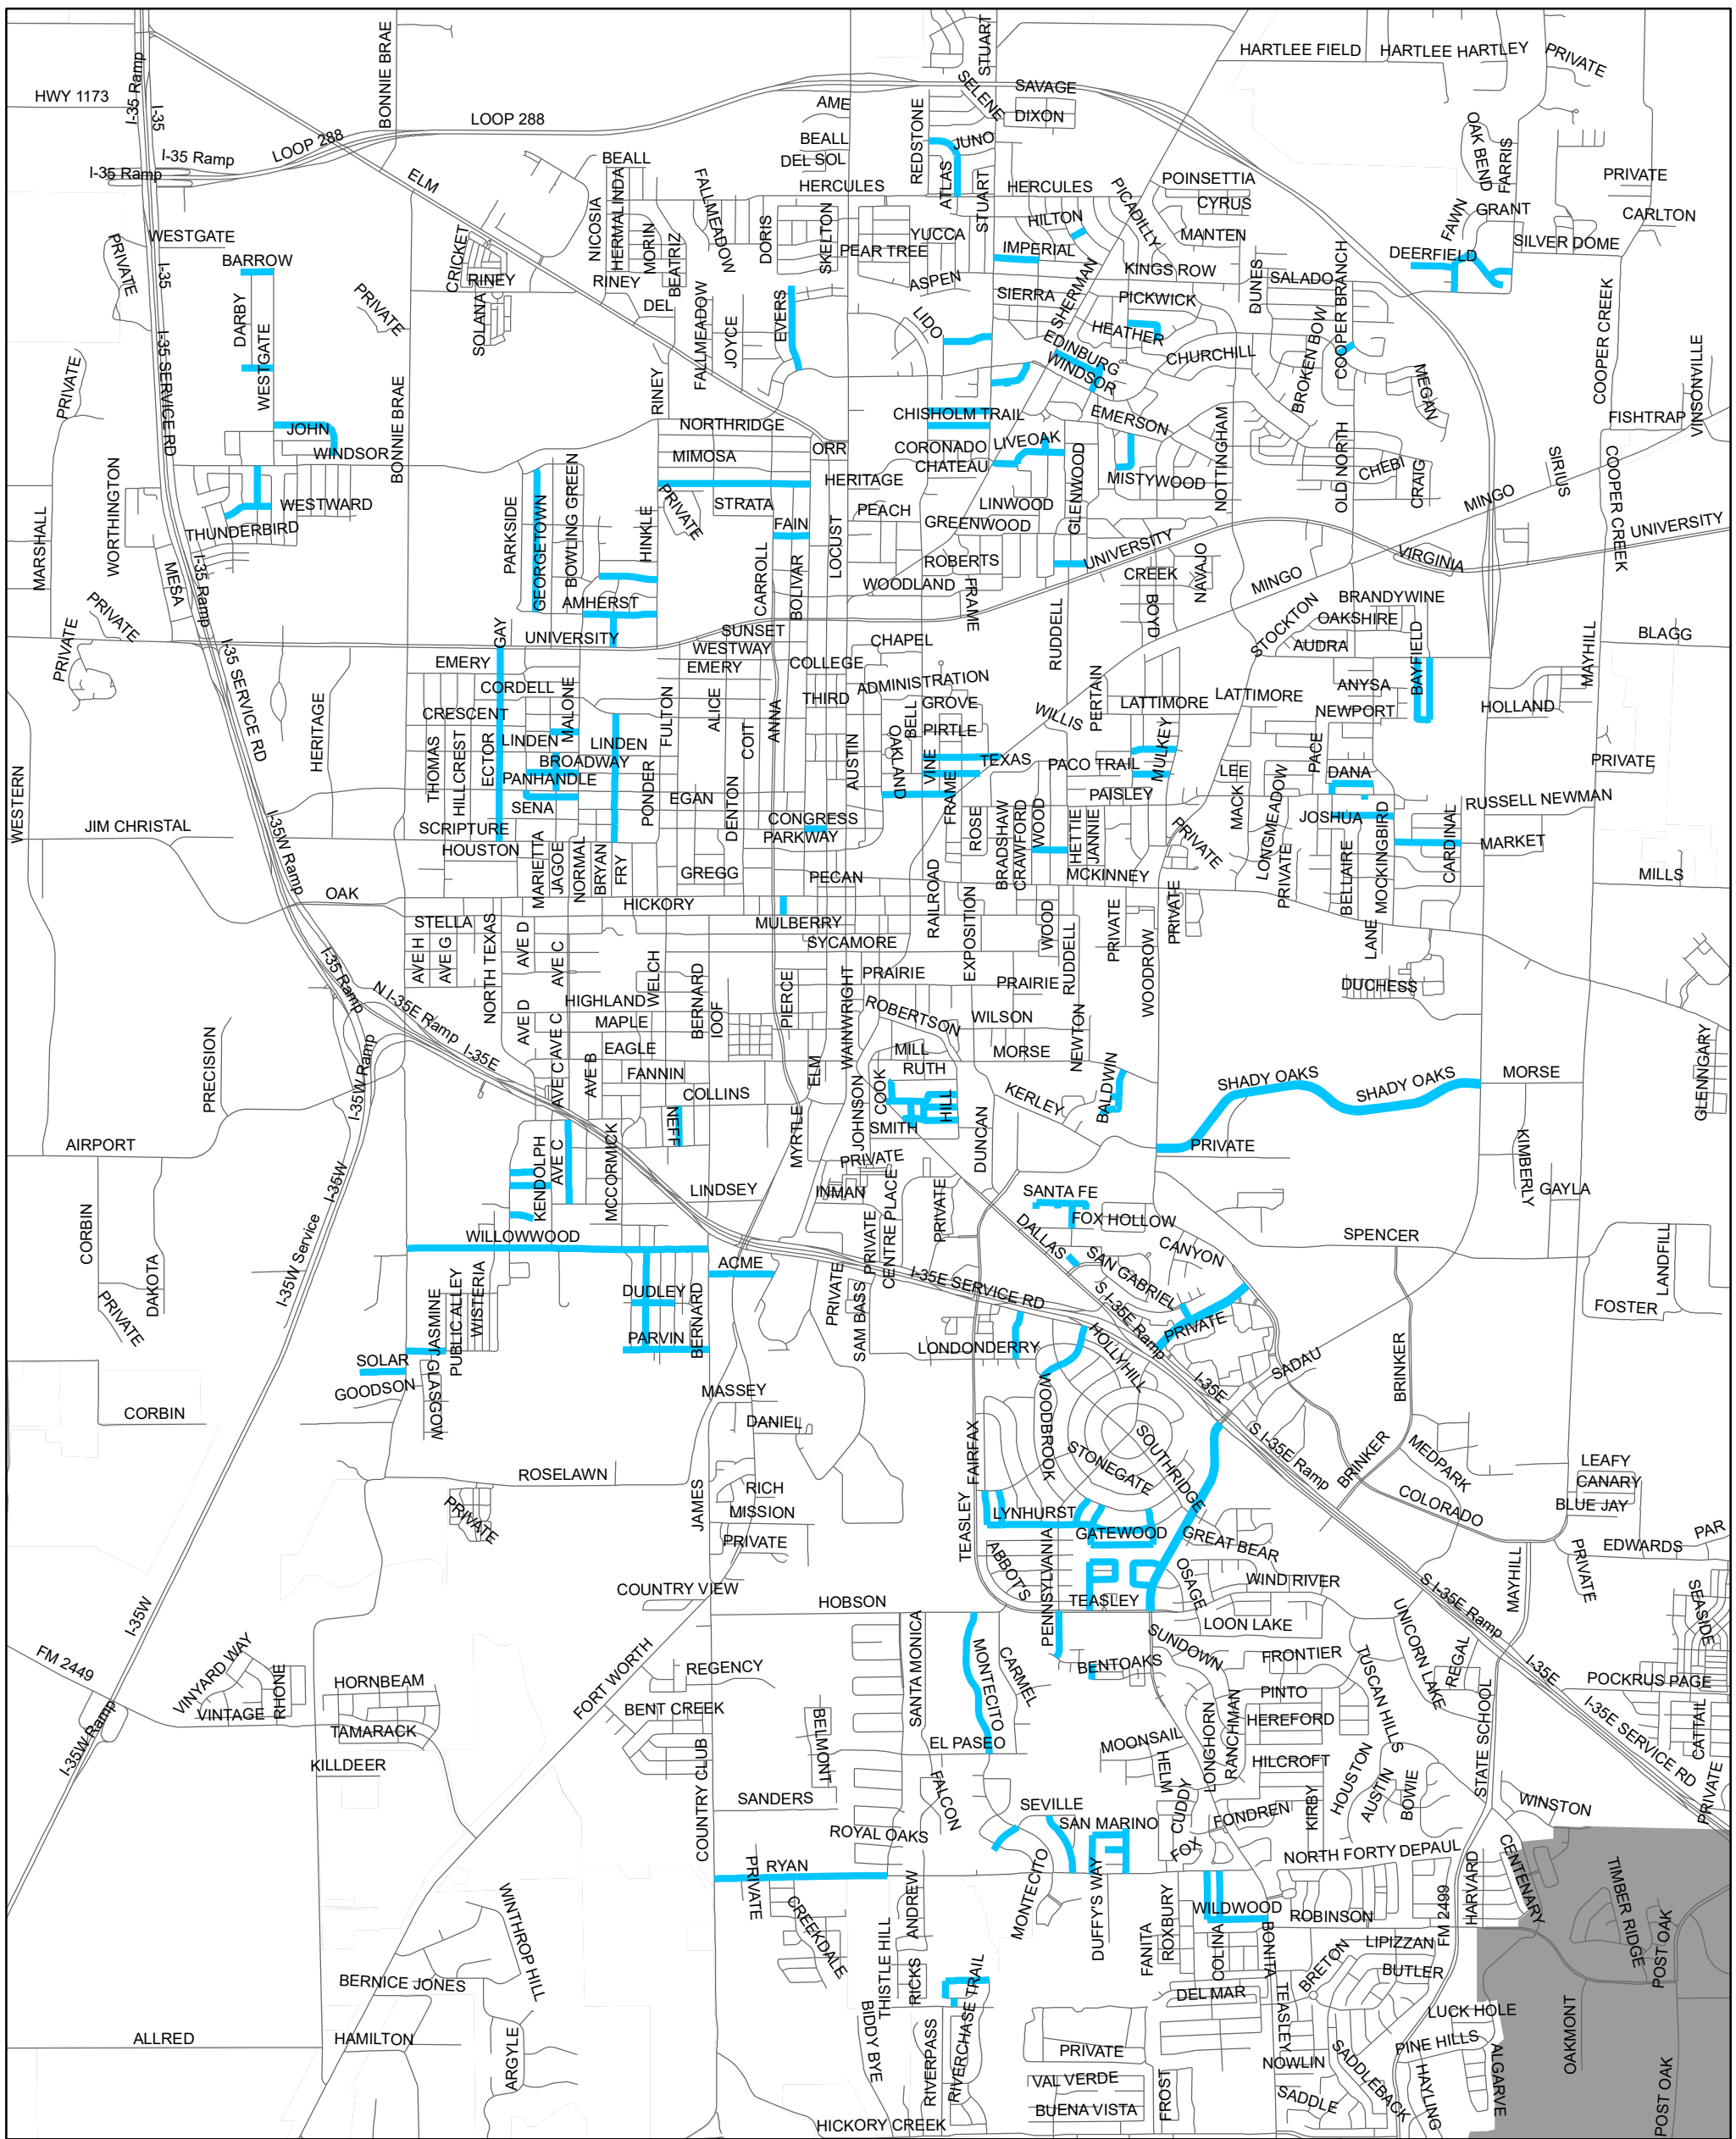 HARTLEE FIELD
HARTLEE HARTLEY
PRIVATE
STUART
BONNIE BRAE
I-35 Ramp
I-35
HWY 1173
SAVAGE
SELENE
DIXON
AME
REDSTONE
LOOP 288
LOOP 288
BEALL
JUNO
DEL SOL
I-35 Ramp
I-35 Ramp
ELM
BEALL
HERCULES
ATLAS
STUART
HERCULES
PICADILLY
POINSETTIA
CYRUS
OAK BEND
FARRIS
PRIVATE
CARLTON
GRANT
FAWN
SILVER DOME
DEERFIELD
NICOSIA
HERMALINDA
MORIN
BEATRIZ
FALLMEADOW
DORIS
SKELTON
YUCCA
PEAR TREE
HILTON
IMPERIAL
MANTEN
KINGS ROW
WESTGATE
PRIVATE
I-35
BARROW
CRICKET
RINEY
RINEY
SOLANA
PRIVATE
DEL
ASPEN
SIERRA
SHERMAN
PICKWICK
DUNES
SALADO
COOPER BRANCH
COOPER CREEK
DARBY
WESTGATE
I-35 SERVICE RD
EVERS
LIDO
E
HEATHER
EDINBURG
WINDSOR
CHURCHILL
BROKEN BOW
MEGAN
VINSONVILLE
FISHTRAP
PRIVATE
BONNIE BRAE
RINEY
FALLMEADOW
JOYCE
NORTHRIDGE
CHISHOLM TRAIL
EMERSON
NOTTINGHAM
JOHN
WINDSOR
MIMOSA
ORR
CORONADO
LIVEOAK
CHATEAU
GLENWOOD
MISTYWOOD
OLD NORTH
CHEBI
CRAIG
SIRIUS
COOPER CREEK
MINGO
WORTHINGTON
MARSHALL
WESTWARD
THUNDERBIRD
PARKSIDE
GEORGETOWN
BOWLING GREEN
HINKLE
PRIVATE
STRATA
HERITAGE
PEACH
LINWOOD
GREENWOOD
FAIN
LOCUST
CARROLL
BOLIVAR
ROBERTS
WOODLAND
FRAME
UNIVERSITY
UNIVERSITY
VIRGINIA
CREEK
NAVAJO
BOYD
MINGO
MESA
I-35 Ramp
PRIVATE
PRIVATE
AMHERST
GAY
UNIVERSITY
SUNSET
WESTWAY
CHAPEL
RUDDELL
STOCKTON
BRANDYWINE
OAKSHIRE
AUDRA
BAYFIELD
MAYHILL
BLAGG
I-35 SERVICE RD
HERITAGE
EMERY
EMERY
COLLEGE
CORDELL
CRESCENT
MALONE
FULTON
ALICE
COIT
ANNA
THIRD
ADMINISTRATION
BELL
GROVE
PIRTLE
WILLIS
PERTAIN
LATTIMORE
LATTIMORE
ANYSA
NEWPORT
HOLLAND
WESTERN
THOMAS
HILLCREST
ECTOR
LINDEN
LINDEN
BROADWAY
PANHANDLE
SENA
PONDER
EGAN
DENTON
AUSTIN
OAKLAND
VINE
FRAME
TEXAS
PACO TRAIL
MULKEY
PAISLEY
LEE
MACK
LONGMEADOW
PACE
DANA
JOSHUA
PRIVATE
RUSSELL NEWMAN
JIM CHRISTAL
I-35W Ramp
SCRIPTURE
HOUSTON
MARIETTA
JAGOE
NORMAL
BRYAN
FRY
GREGG
CONGRESS
PARKWAY
PECAN
ROSE
BRADSHAW
CRAWFORD
WOOD
HETTIE
JANNIE
MCKINNEY
PRIVATE
PRIVATE
BELLAIRE
MOCKINGBIRD
CARDINAL
MARKET
MILLS
OAK
HICKORY
MULBERRY
SYCAMORE
STELLA
AVE H
AVE G
NORTH TEXAS
AVE D
AVE C
WELCH
BERNARD
IOOF
PIERCE
WAINWRIGHT
RAILROAD
EXPOSITION
WOOD
RUDDELL
PRIVATE
PRIVATE
WOODROW
LANE
DUCHESS
GLENNGARY
I-35 Ramp
N I-35E Ramp
I-35E
HIGHLAND
MAPLE
AVE D
AVE C
PRAIRIE
PRAIRIE
ROBERTSON
WILSON
NEWTON
PRECISION
I-35W Ramp
EAGLE
AVE C
AVE B
FANNIN
COLLINS
ELM
MILL
RUTH
MORSE
COOK
HILL
SMITH
JOHNSON
KERLEY
BALDWIN
SHADY OAKS
SHADY OAKS
MORSE
AIRPORT
I-35W
KENDOLPH
AVE C
MCCORMICK
NEFF
MYRTLE
DUNCAN
PRIVATE
PRIVATE
INMAN
LINDSEY
KIMBERLY
GAYLA
CORBIN
DAKOTA
PRIVATE
I-35W Service
WILLOWWOOD
PRIVATE
CENTRE PLACE
PRIVATE
SANTA FE
FOX HOLLOW
DALLAS
SAN GABRIEL
CANYON
SPENCER
LANDFILL
FOSTER
ACME
I-35E SERVICE RD
S I-35E Ramp
PRIVATE
JASMINE
PUBLIC ALLEY
WISTERIA
DUDLEY
PARVIN
BERNARD
PRIVATE
SAM BASS
LONDONDERRY
HOLLYHILL
SOLAR
GOODSON
GLASGOW
MASSEY
DANIEL
WOODBROOK
I-35E
SADAU
BRINKER
CORBIN
STONEGATE
SOUTHRIDGE
S I-35E Ramp
BRINKER
MEDPARK
COLORADO
LEAFY
CANARY
BLUE JAY
ROSELAWN
PRIVATE
JAMES
RICH
MISSION
PRIVATE
FAIRFAX
TEASLEY
LYNHURST
GATEWOOD
GREAT BEAR
ABBOT'S
PENNSYLVANIA
OSAGE
WIND RIVER
MAYHILL
PRIVATE
EDWARDS
PAR
SEASIDE
I-35W
COUNTRY VIEW
HOBSON
TEASLEY
LOON LAKE
UNICORN LAKE
S I-35E Ramp
FM 2449
VINYARD WAY
VINTAGE
RHONE
HORNBEAM
TAMARACK
KILLDEER
FORT WORTH
REGENCY
BENT CREEK
SANTA MONICA
MONTECITO
CARMEL
BENTOAKS
SUNDOWN
FRONTIER
PINTO
HEREFORD
TUSCAN HILLS
REGAL
I-35E
POCKRUS PAGE
I-35W Ramp
COUNTRY CLUB
BELMONT
EL PASEO
FALCON
MOONSAIL
HELM
CUDDY
LONGHORN
RANCHMAN
HILCROFT
HOUSTON
AUSTIN
BOWIE
STATE SCHOOL
I-35E SERVICE RD
CATTAIL
PRIVATE
SANDERS
ROYAL OAKS
SEVILLE
SAN MARINO
FONDREN
KIRBY
FOX
WINSTON
RYAN
PRIVATE
CREEKDALE
ANDREW
MONTECITO
DUFFY'S WAY
NORTH FORTY
DEPAUL
CENTENARY
TIMBER RIDGE
WINTHROP HILL
THISTLE HILL
RICKS
FANITA
ROXBURY
WILDWOOD
COLINA
BONITA
ROBINSON
HARVARD
FM 2499
LIPIZZAN
BRETON
BUTLER
POST OAK
BERNICE JONES
RIVERCHASE TRAIL
DEL MAR
TEASLEY
LUCK HOLE
ALLRED
HAMILTON
ARGYLE
BIDDY BYE
RIVERPASS
PRIVATE
VAL VERDE
BUENA VISTA
FROST
NOWLIN
SADDLE
SADDLEBACK
PINE HILLS
HAYLING
ALGARVE
OAKMONT
POST OAK
HICKORY CREEK